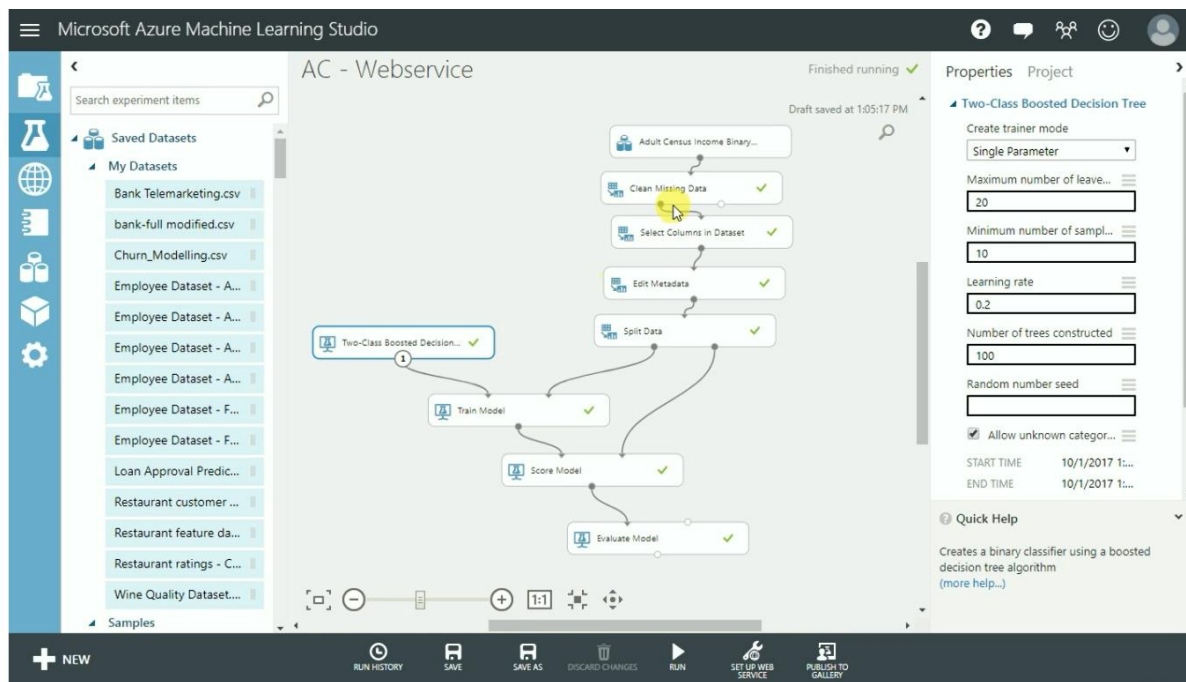 Microsoft Azure Machine Learning Studio
Search experiment items
Saved Datasets
My Datasets
Bank Telemarketing.csv
bank-full modified.csv
Churn_Modelling.csv
Employee Dataset - A...
Employee Dataset - A...
Employee Dataset - A...
Employee Dataset - A...
Employee Dataset - F...
Employee Dataset - F...
Loan Approval Predic...
Restaurant customer ...
Restaurant feature da...
Restaurant ratings - C...
Wine Quality Dataset....
Samples
AC - Webservice
Finished running
Draft saved at 1:05:17 PM
Adult Census Income Binary...
Clean Missing Data
Select Columns in Dataset
Edit Metadata
Split Data
Two-Class Boosted Decision...
1
Train Model
Score Model
Evaluate Model
1:1
Properties Project
Two-Class Boosted Decision Tree
Create trainer mode
Single Parameter
Maximum number of leave...
20
Minimum number of sampl...
10
Learning rate
0.2
Number of trees constructed
100
Random number seed
Allow unknown categor...
START TIME 10/1/2017 1:...
END TIME 10/1/2017 1:...
Quick Help
Creates a binary classifier using a boosted
decision tree algorithm
(more help...)
NEW
RUN HISTORY
SAVE
SAVE AS
DISCARD CHANGES
RUN
SET UP WEB
SERVICE
PUBLISH TO
GALLERY